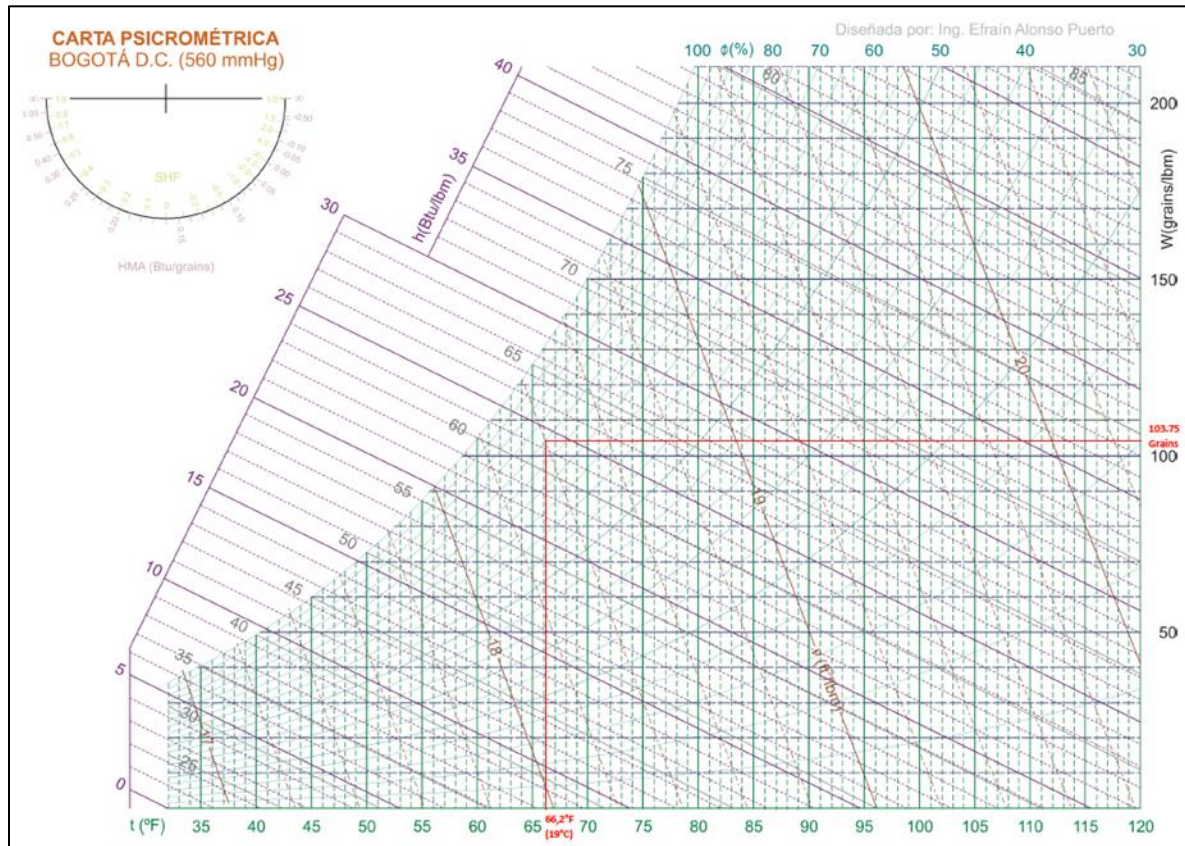 CARTA PSICROMÉTRICA
BOGOTÁ D.C. (560 mmHg)
Diseñada por: Ing. Efraín Alonso Puerto
100 ϕ(%) 80 70 60 50 40 30
SHF
HMA (Btu/grains)
h(Btu/lbm)
0
5
10
15
20
25
30
35
40
25
30
35
40
45
50
55
60
65
70
75
80
85
17
18
19
20
ν (ft³/lbm)
W(grains/lbm)
200
150
103.75
Grains
100
50
t (ºF) 35 40 45 50 55 60 65 70 75 80 85 90 95 100 105 110 115 120
66,2°F
(19°C)